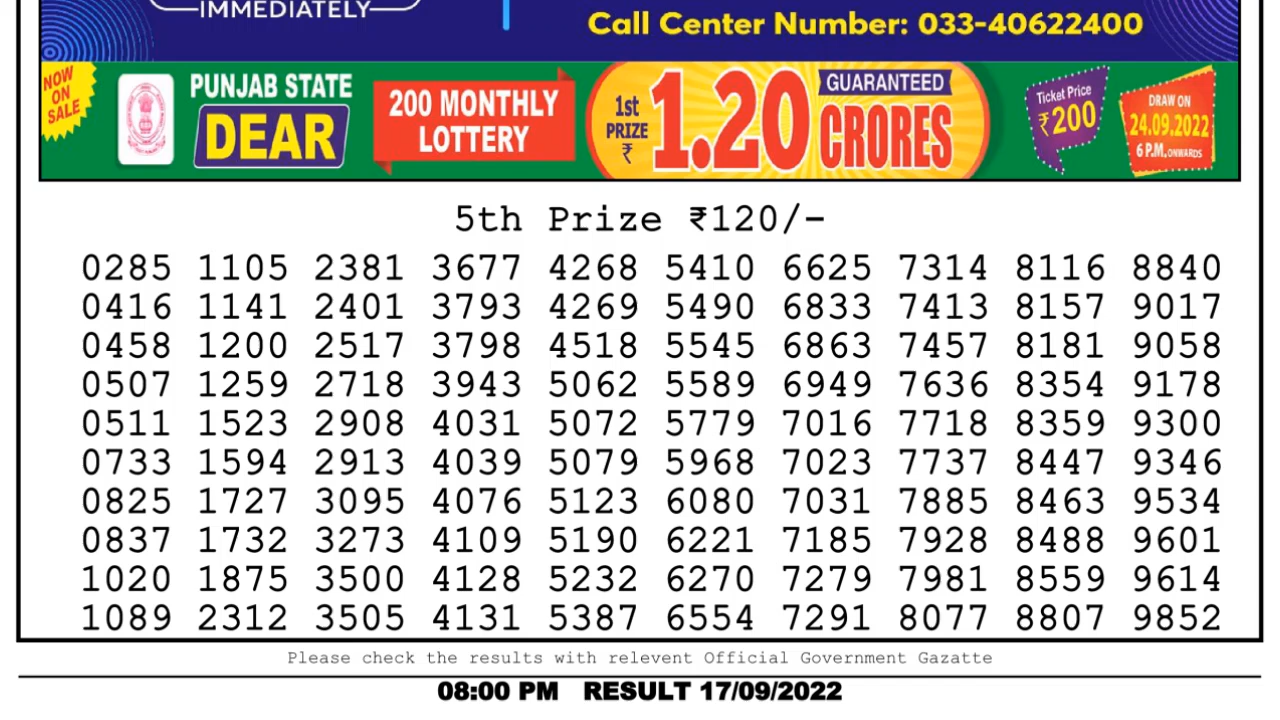 IMMEDIATELY
Call Center Number: 033-40622400
NOW ON SALE
PUNJAB STATE
DEAR
200 MONTHLY
LOTTERY
1st PRIZE ₹
1.20
GUARANTEED
CRORES
Ticket Price
₹200
DRAW ON
24.09.2022
6 P.M. ONWARDS
5th Prize ₹120/-
0285 1105 2381 3677 4268 5410 6625 7314 8116 8840
0416 1141 2401 3793 4269 5490 6833 7413 8157 9017
0458 1200 2517 3798 4518 5545 6863 7457 8181 9058
0507 1259 2718 3943 5062 5589 6949 7636 8354 9178
0511 1523 2908 4031 5072 5779 7016 7718 8359 9300
0733 1594 2913 4039 5079 5968 7023 7737 8447 9346
0825 1727 3095 4076 5123 6080 7031 7885 8463 9534
0837 1732 3273 4109 5190 6221 7185 7928 8488 9601
1020 1875 3500 4128 5232 6270 7279 7981 8559 9614
1089 2312 3505 4131 5387 6554 7291 8077 8807 9852
Please check the results with relevent Official Government Gazatte
08:00 PM RESULT 17/09/2022